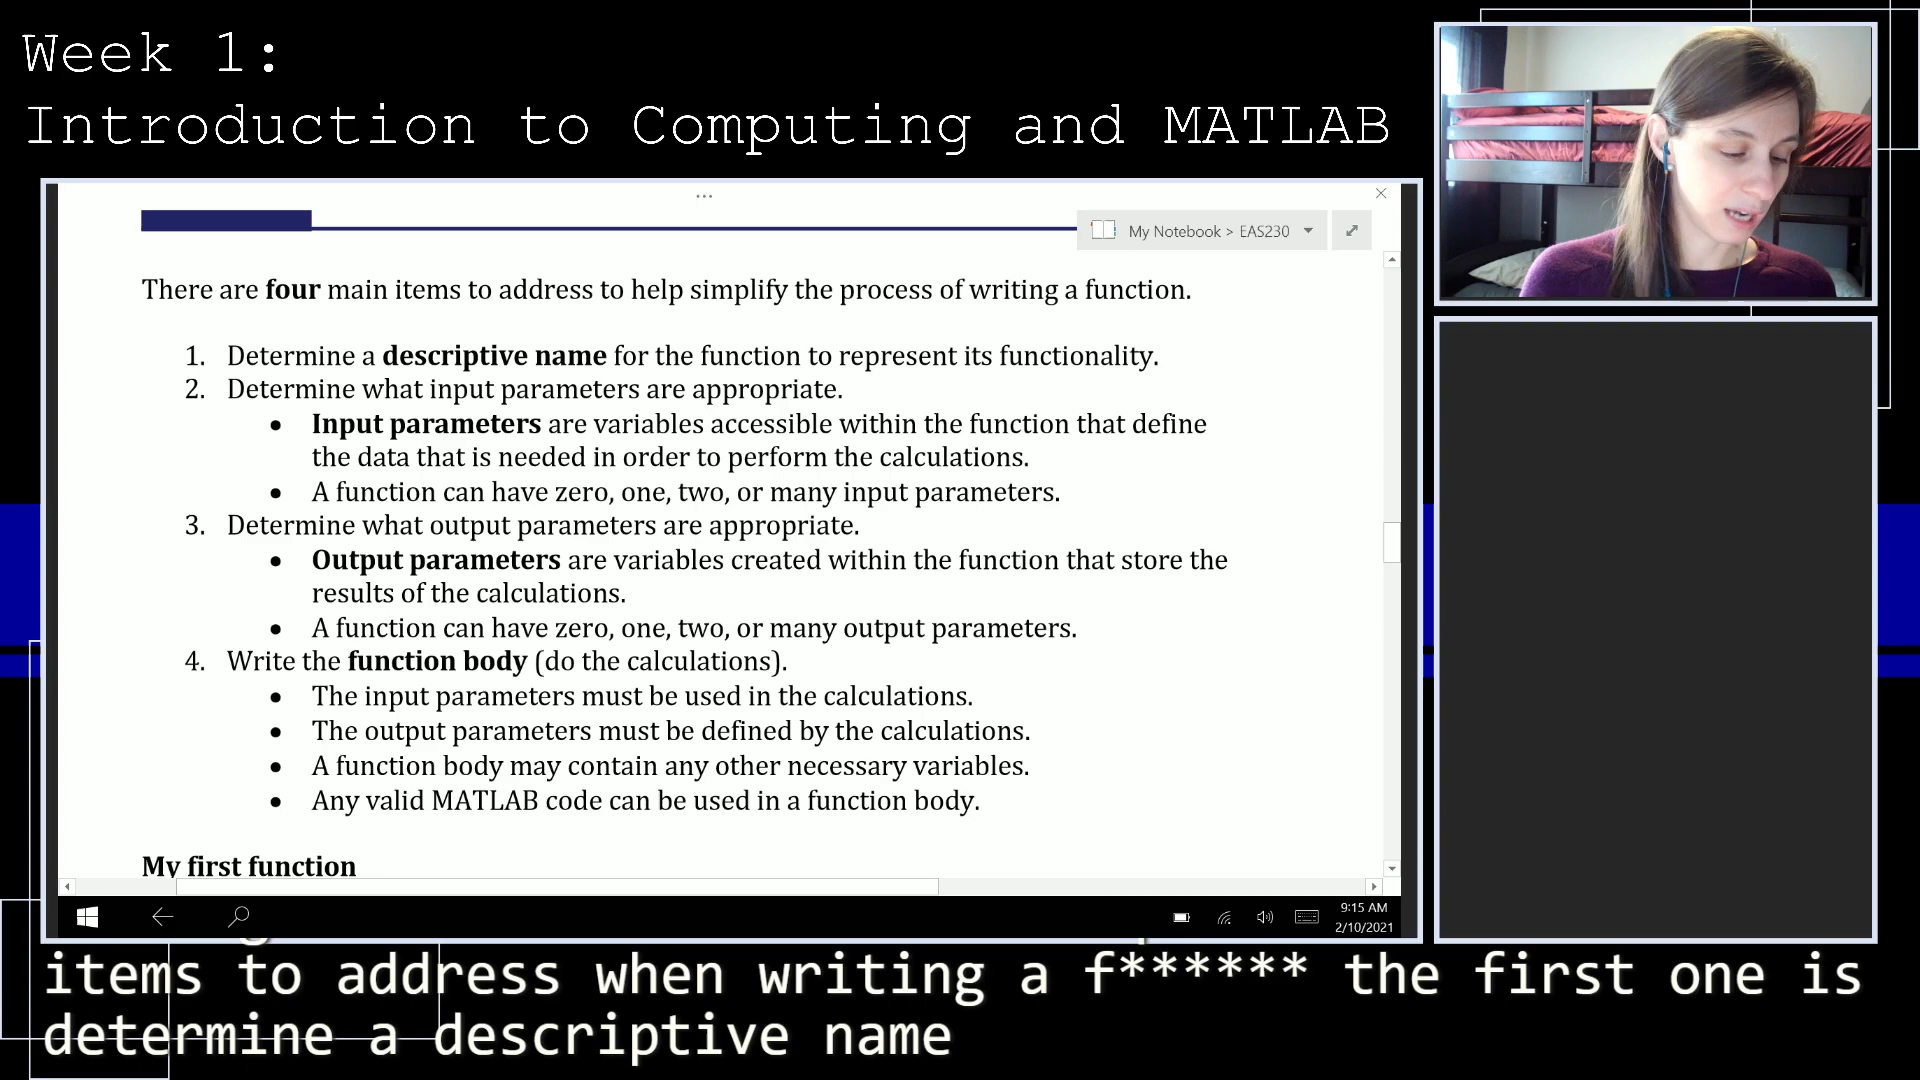 Week 1:
Introduction to Computing and MATLAB
...
My Notebook > EAS230
There are four main items to address to help simplify the process of writing a function.
1. Determine a descriptive name for the function to represent its functionality.
2. Determine what input parameters are appropriate.
• Input parameters are variables accessible within the function that define
the data that is needed in order to perform the calculations.
• A function can have zero, one, two, or many input parameters.
3. Determine what output parameters are appropriate.
• Output parameters are variables created within the function that store the
results of the calculations.
• A function can have zero, one, two, or many output parameters.
4. Write the function body (do the calculations).
• The input parameters must be used in the calculations.
• The output parameters must be defined by the calculations.
• A function body may contain any other necessary variables.
• Any valid MATLAB code can be used in a function body.
My first function
9:15 AM
2/10/2021
items to address when writing a f****** the first one is
determine a descriptive name